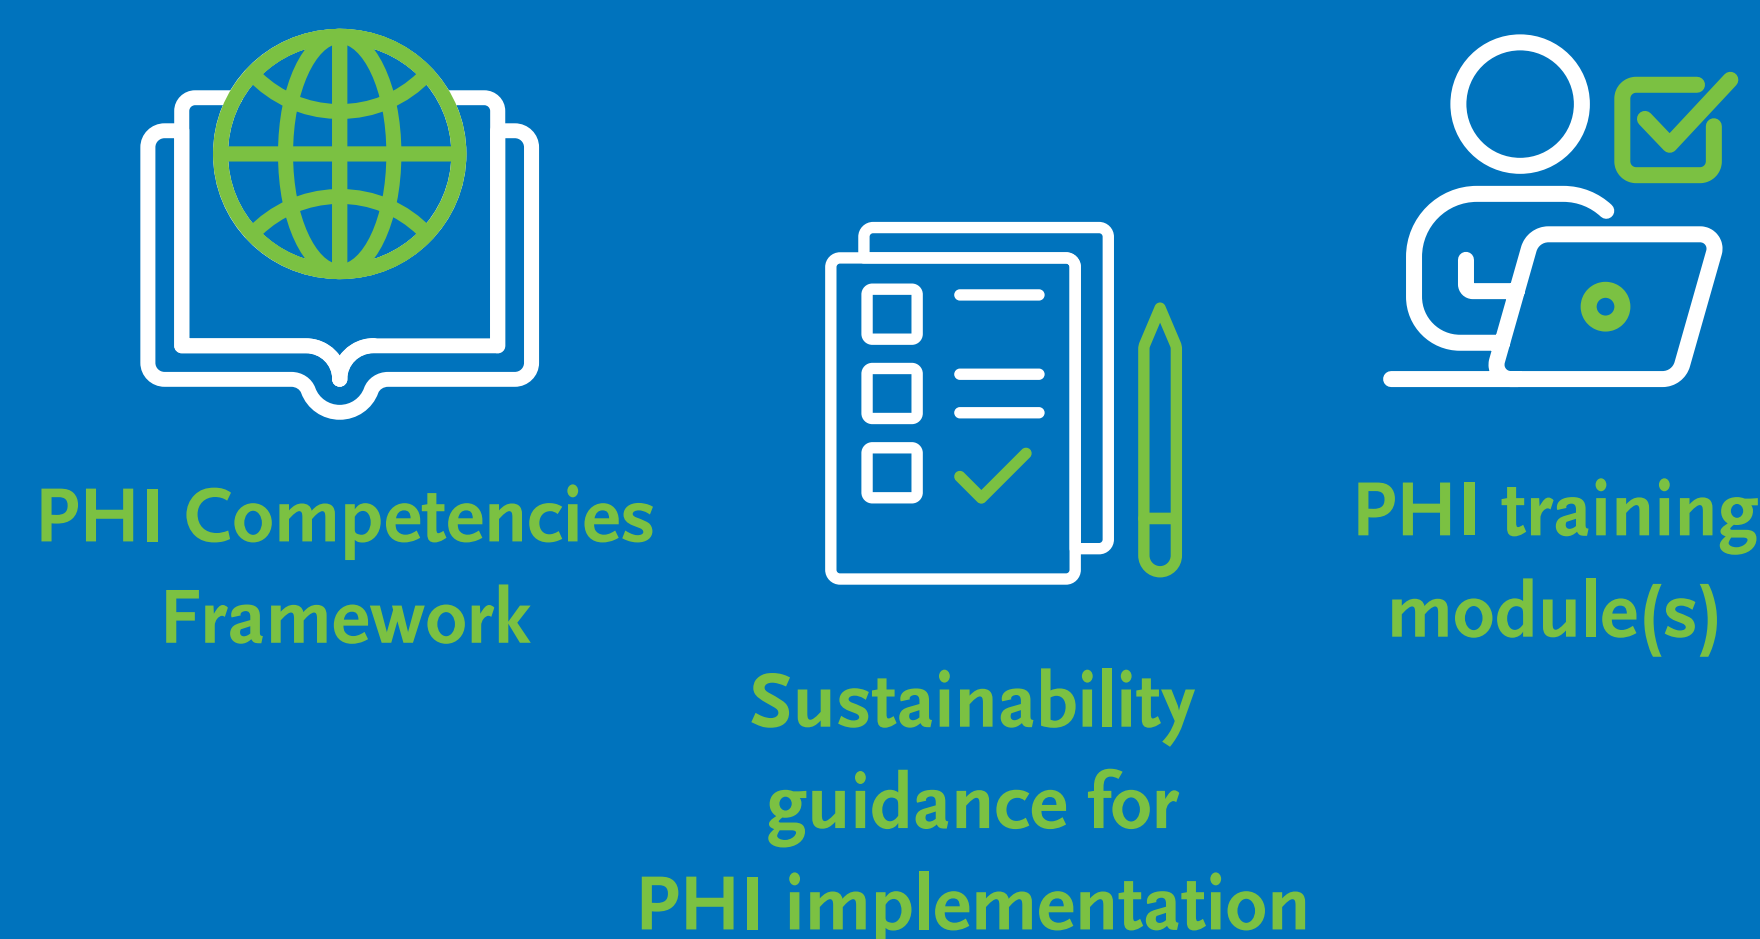 PHI Competencies
Framework
Sustainability
guidance for
PHI implementation
PHI training
module(s)